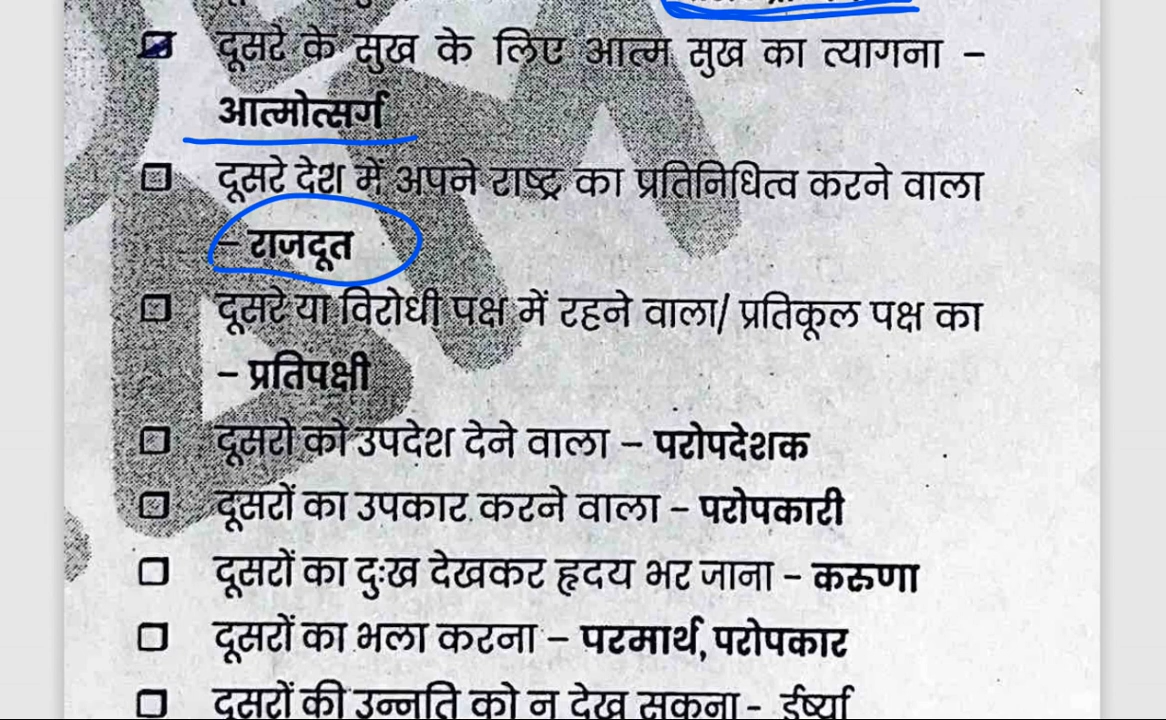 दूसरे के सुख के लिए आत्म सुख का त्यागना –
आत्मोत्सर्ग
दूसरे देश में अपने राष्ट्र का प्रतिनिधित्व करने वाला
– राजदूत
दूसरे या विरोधी पक्ष में रहने वाला/ प्रतिकूल पक्ष का
– प्रतिपक्षी
दूसरो को उपदेश देने वाला – परोपदेशक
दूसरों का उपकार करने वाला – परोपकारी
दूसरों का दुःख देखकर हृदय भर जाना – करुणा
दूसरों का भला करना – परमार्थ, परोपकार
दूसरों की उन्नति को न देख सकना - ईर्ष्या